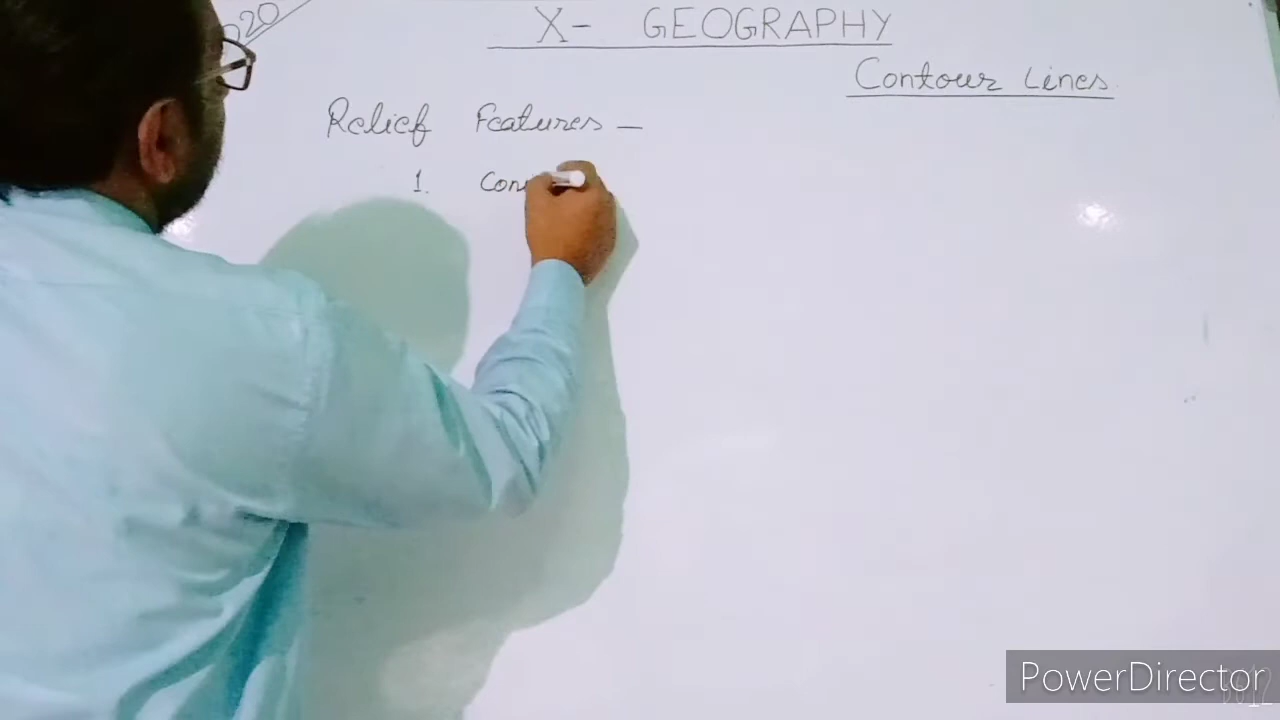 X- GEOGRAPHY
Contour Lines
Relief Features –
1. Con
PowerDirector